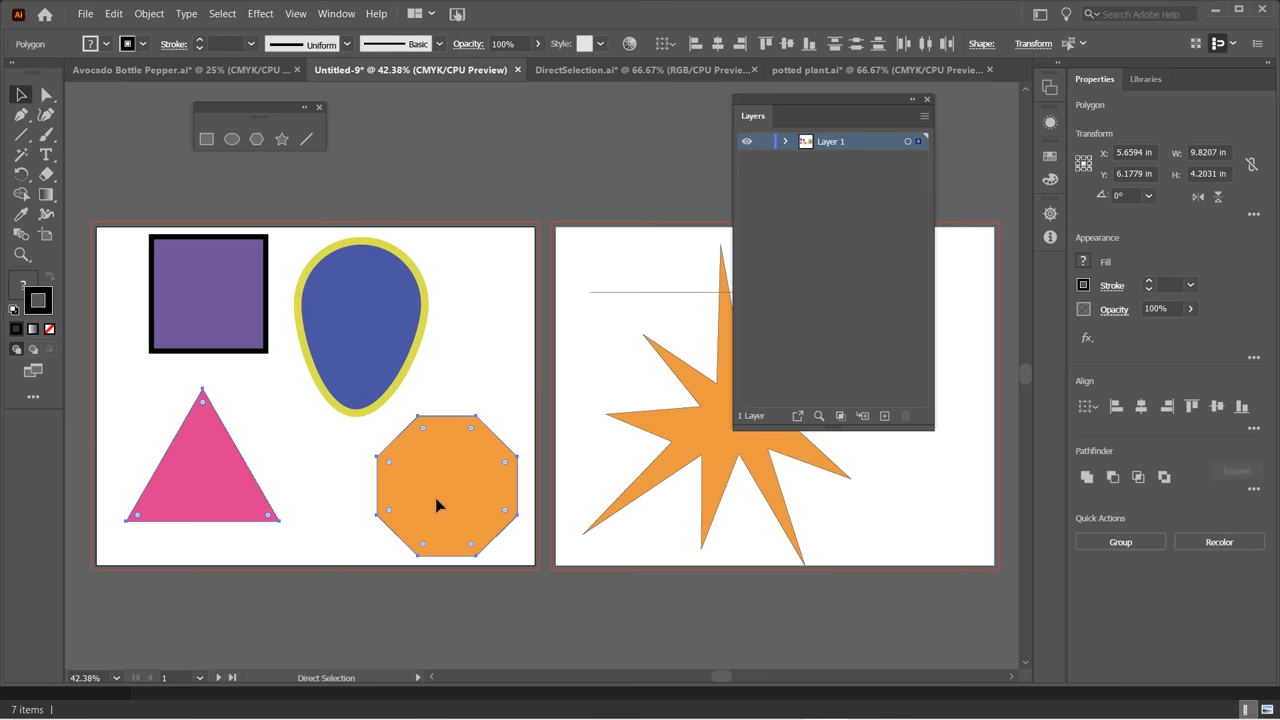 Ai File Edit Object Type Select Effect View Window Help Search Adobe Help
Polygon ? Stroke: Uniform Basic Opacity: 100% Style: Shape: Transform
Avocado Bottle Pepper.ai* @ 25% (CMYK/CPU ... × Untitled-9* @ 42.38% (CMYK/CPU Preview) × DirectSelection.ai* @ 66.67% (RGB/CPU Preview... × potted plant.ai* @ 66.67% (CMYK/CPU Previe... ×
Layers
Layer 1
1 Layer
Properties Libraries
Polygon
Transform
X: 5.6594 in W: 9.8207 in
Y: 6.1779 in H: 4.2031 in
0°
Appearance
? Fill
Stroke
Opacity 100%
fx.
Align
Pathfinder
Expand
Quick Actions
Group Recolor
42.38% 1 Direct Selection
7 items